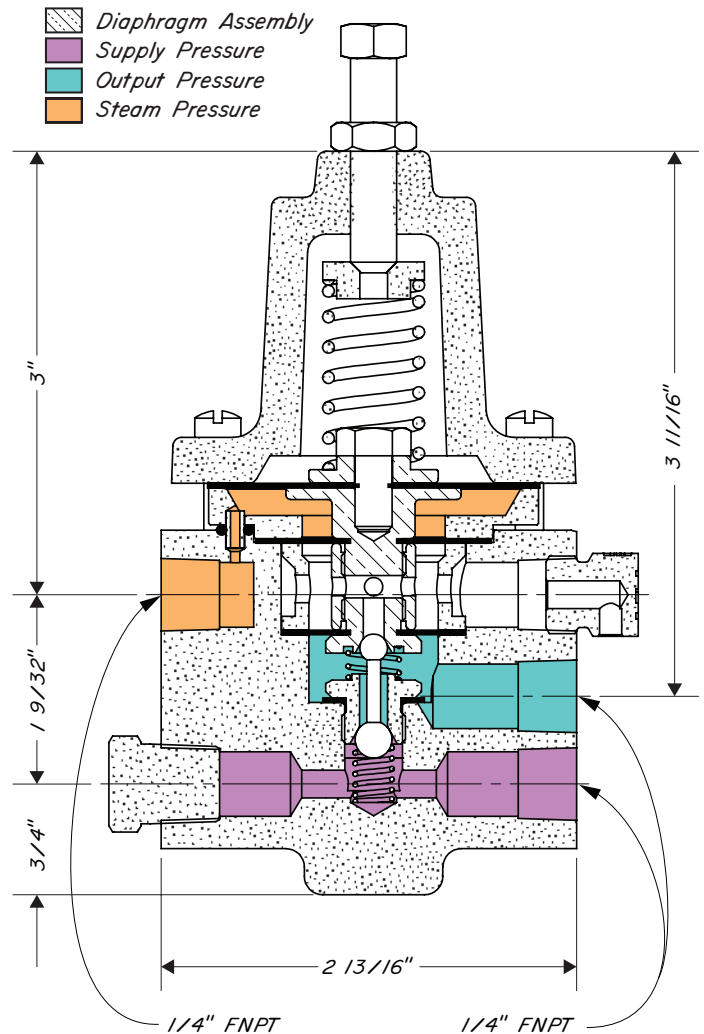 Diaphragm Assembly
Supply Pressure
Output Pressure
Steam Pressure
3"
3 11/16"
1 9/32"
3/4"
2 13/16"
1/4" FNPT
1/4" FNPT